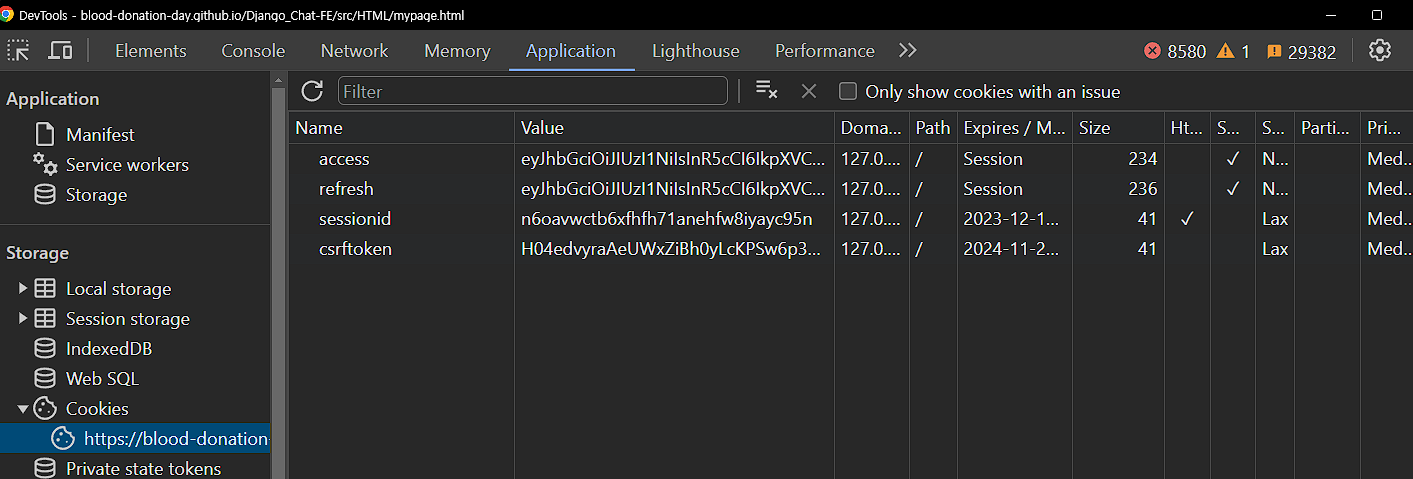 DevTools - blood-donation-day.github.io/Django_Chat-FE/src/HTML/mypage.html
Elements Console Network Memory Application Lighthouse Performance 8580 1 29382
Application
Manifest
Service workers
Storage
Storage
Local storage
Session storage
IndexedDB
Web SQL
Cookies
https://blood-donation-
Private state tokens
Filter Only show cookies with an issue
Name Value Doma... Path Expires / M... Size Ht... S... S... Parti... Pri...
access eyJhbGciOiJIUzI1NiIsInR5cCI6IkpXVC... 127.0.... / Session 234 ✓ N... Med...
refresh eyJhbGciOiJIUzI1NiIsInR5cCI6IkpXVC... 127.0.... / Session 236 ✓ N... Med...
sessionid n6oavwctb6xfhfh71anehfw8iyayc95n 127.0.... / 2023-12-1... 41 ✓ Lax Med...
csrftoken H04edvyraAeUWxZiBh0yLcKPSw6p3... 127.0.... / 2024-11-2... 41 Lax Med...